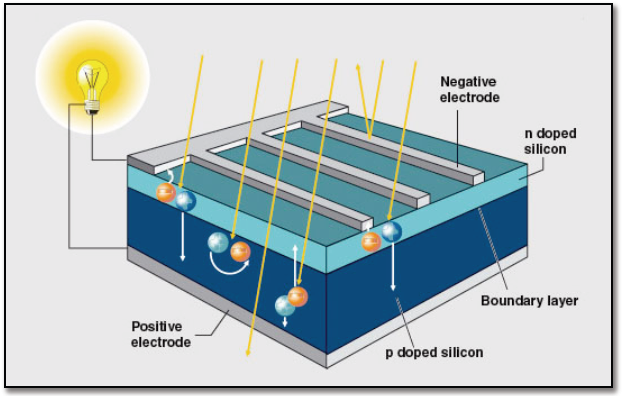 Negative
electrode
n doped
silicon
Boundary layer
Positive
electrode
p doped silicon